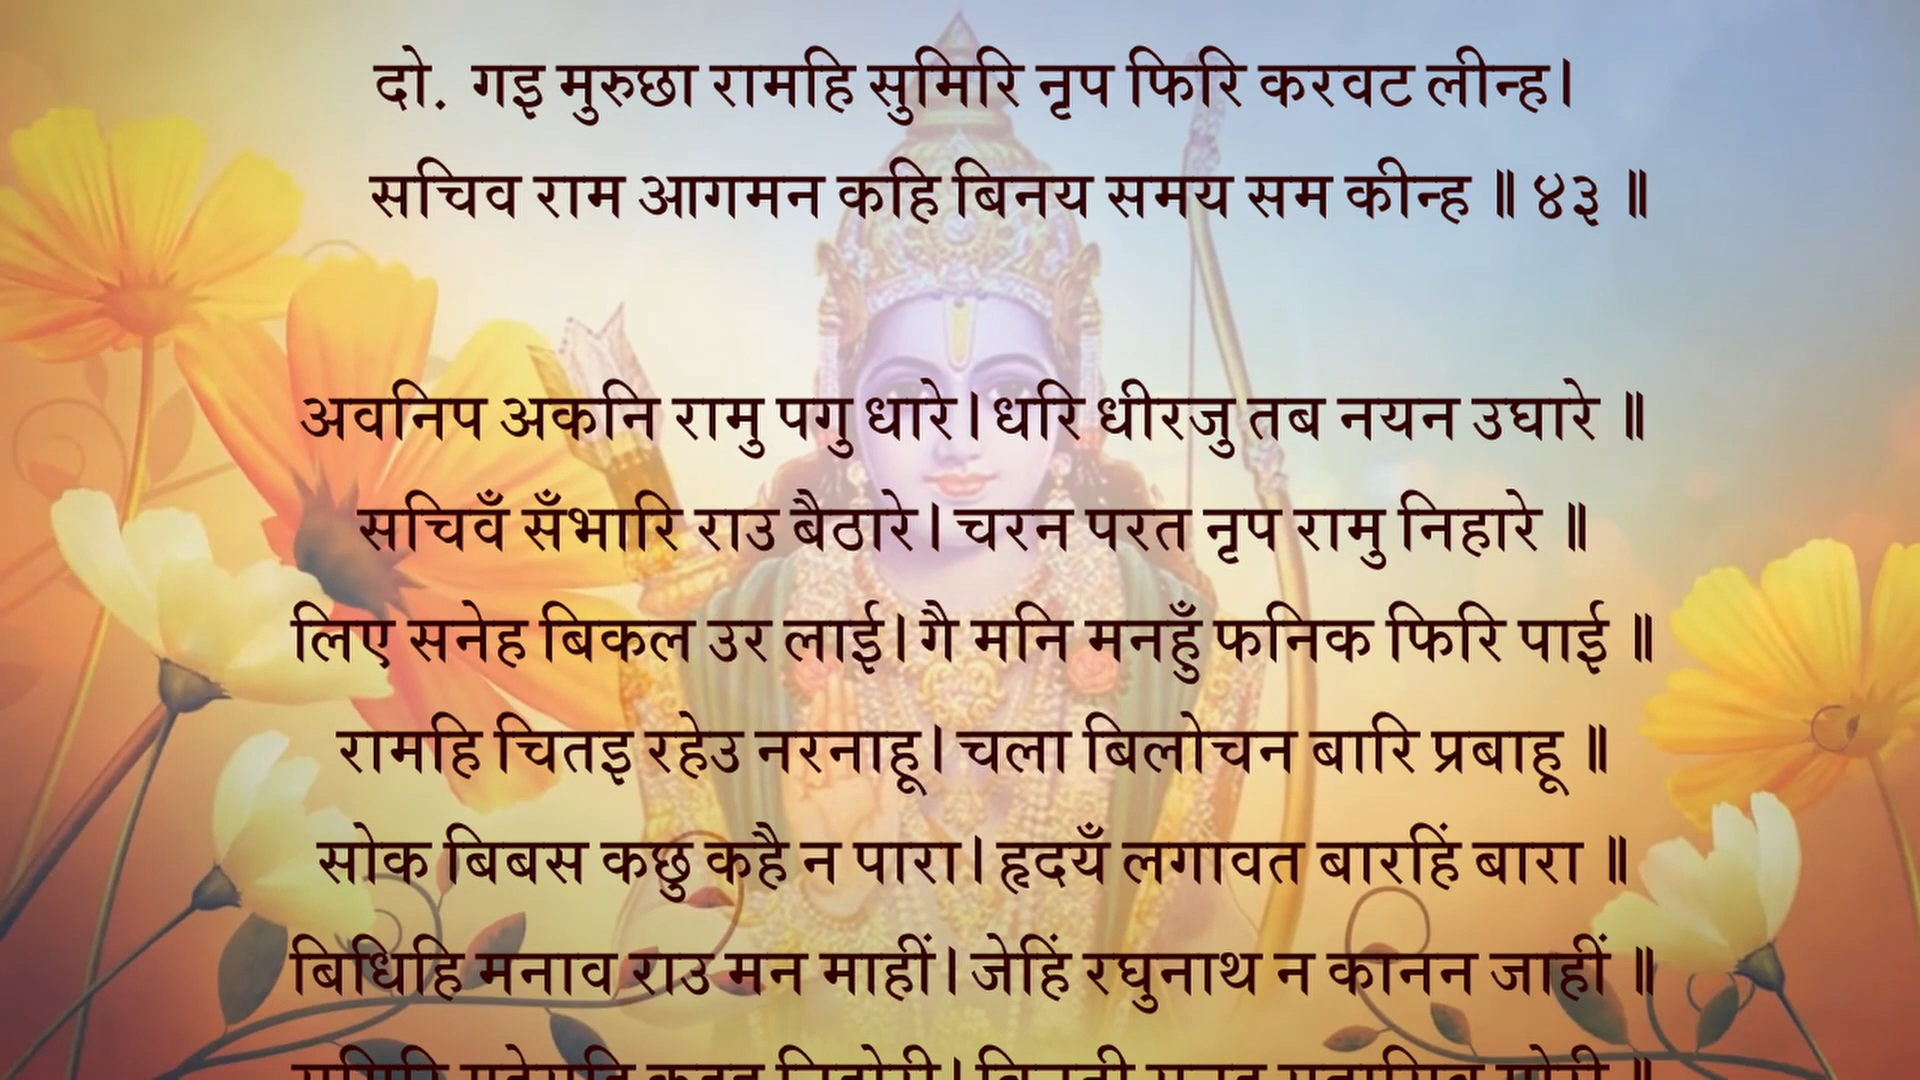 दो. गइ मुरुछा रामहि सुमिरि नृप फिरि करवट लीन्ह।
सचिव राम आगमन कहि बिनय समय सम कीन्ह ॥ ४३ ॥
अवनिप अकनि रामु पगु धारे। धरि धीरजु तब नयन उघारे ॥
सचिवँ सँभारि राउ बैठारे। चरन परत नृप रामु निहारे ॥
लिए सनेह बिकल उर लाई। गै मनि मनहुँ फनिक फिरि पाई ॥
रामहि चितइ रहेउ नरनाहू। चला बिलोचन बारि प्रबाहू ॥
सोक बिबस कछु कहै न पारा। हृदयँ लगावत बारहिं बारा ॥
बिधिहि मनाव राउ मन माहीं। जेहिं रघुनाथ न कानन जाहीं ॥